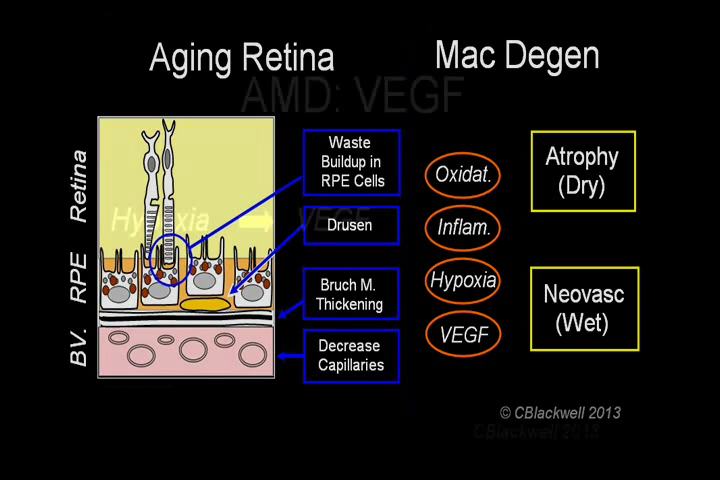 Aging Retina
Mac Degen
AMD: VEGF
Retina
RPE
BV.
Hypoxia
VEGF
Waste
Buildup in
RPE Cells
Drusen
Bruch M.
Thickening
Decrease
Capillaries
Oxidat.
Inflam.
Hypoxia
VEGF
Atrophy
(Dry)
Neovasc
(Wet)
© CBlackwell 2013
CBlackwell 2013